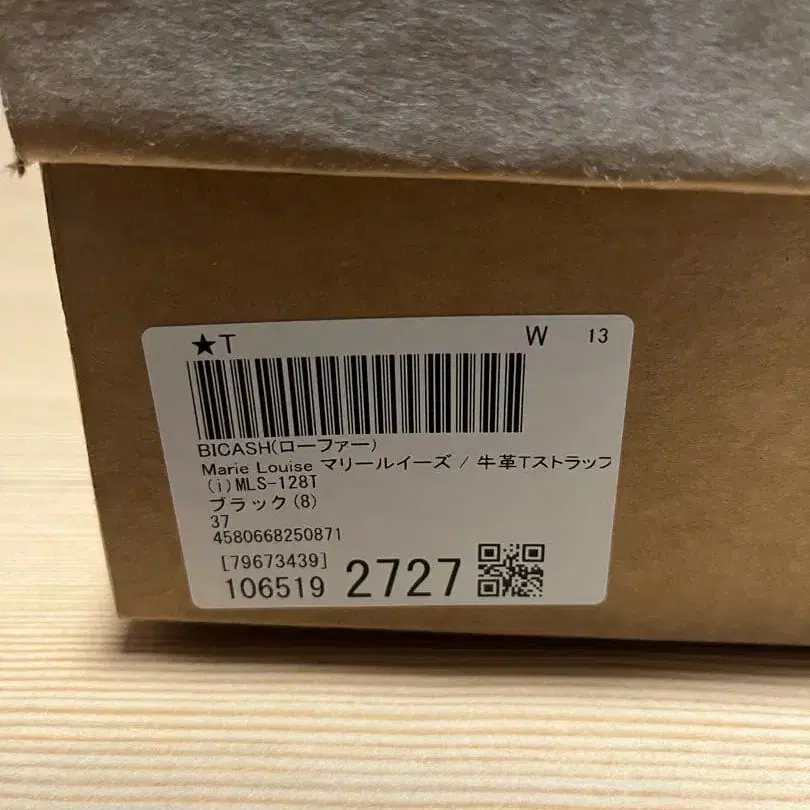 ★T W 13
BICASH(ローファー)
Marie Louise マリールイーズ / 牛革Tストラップ
(i)MLS-128T
ブラック(8)
37
4580668250871
[79673439]
106519 2727